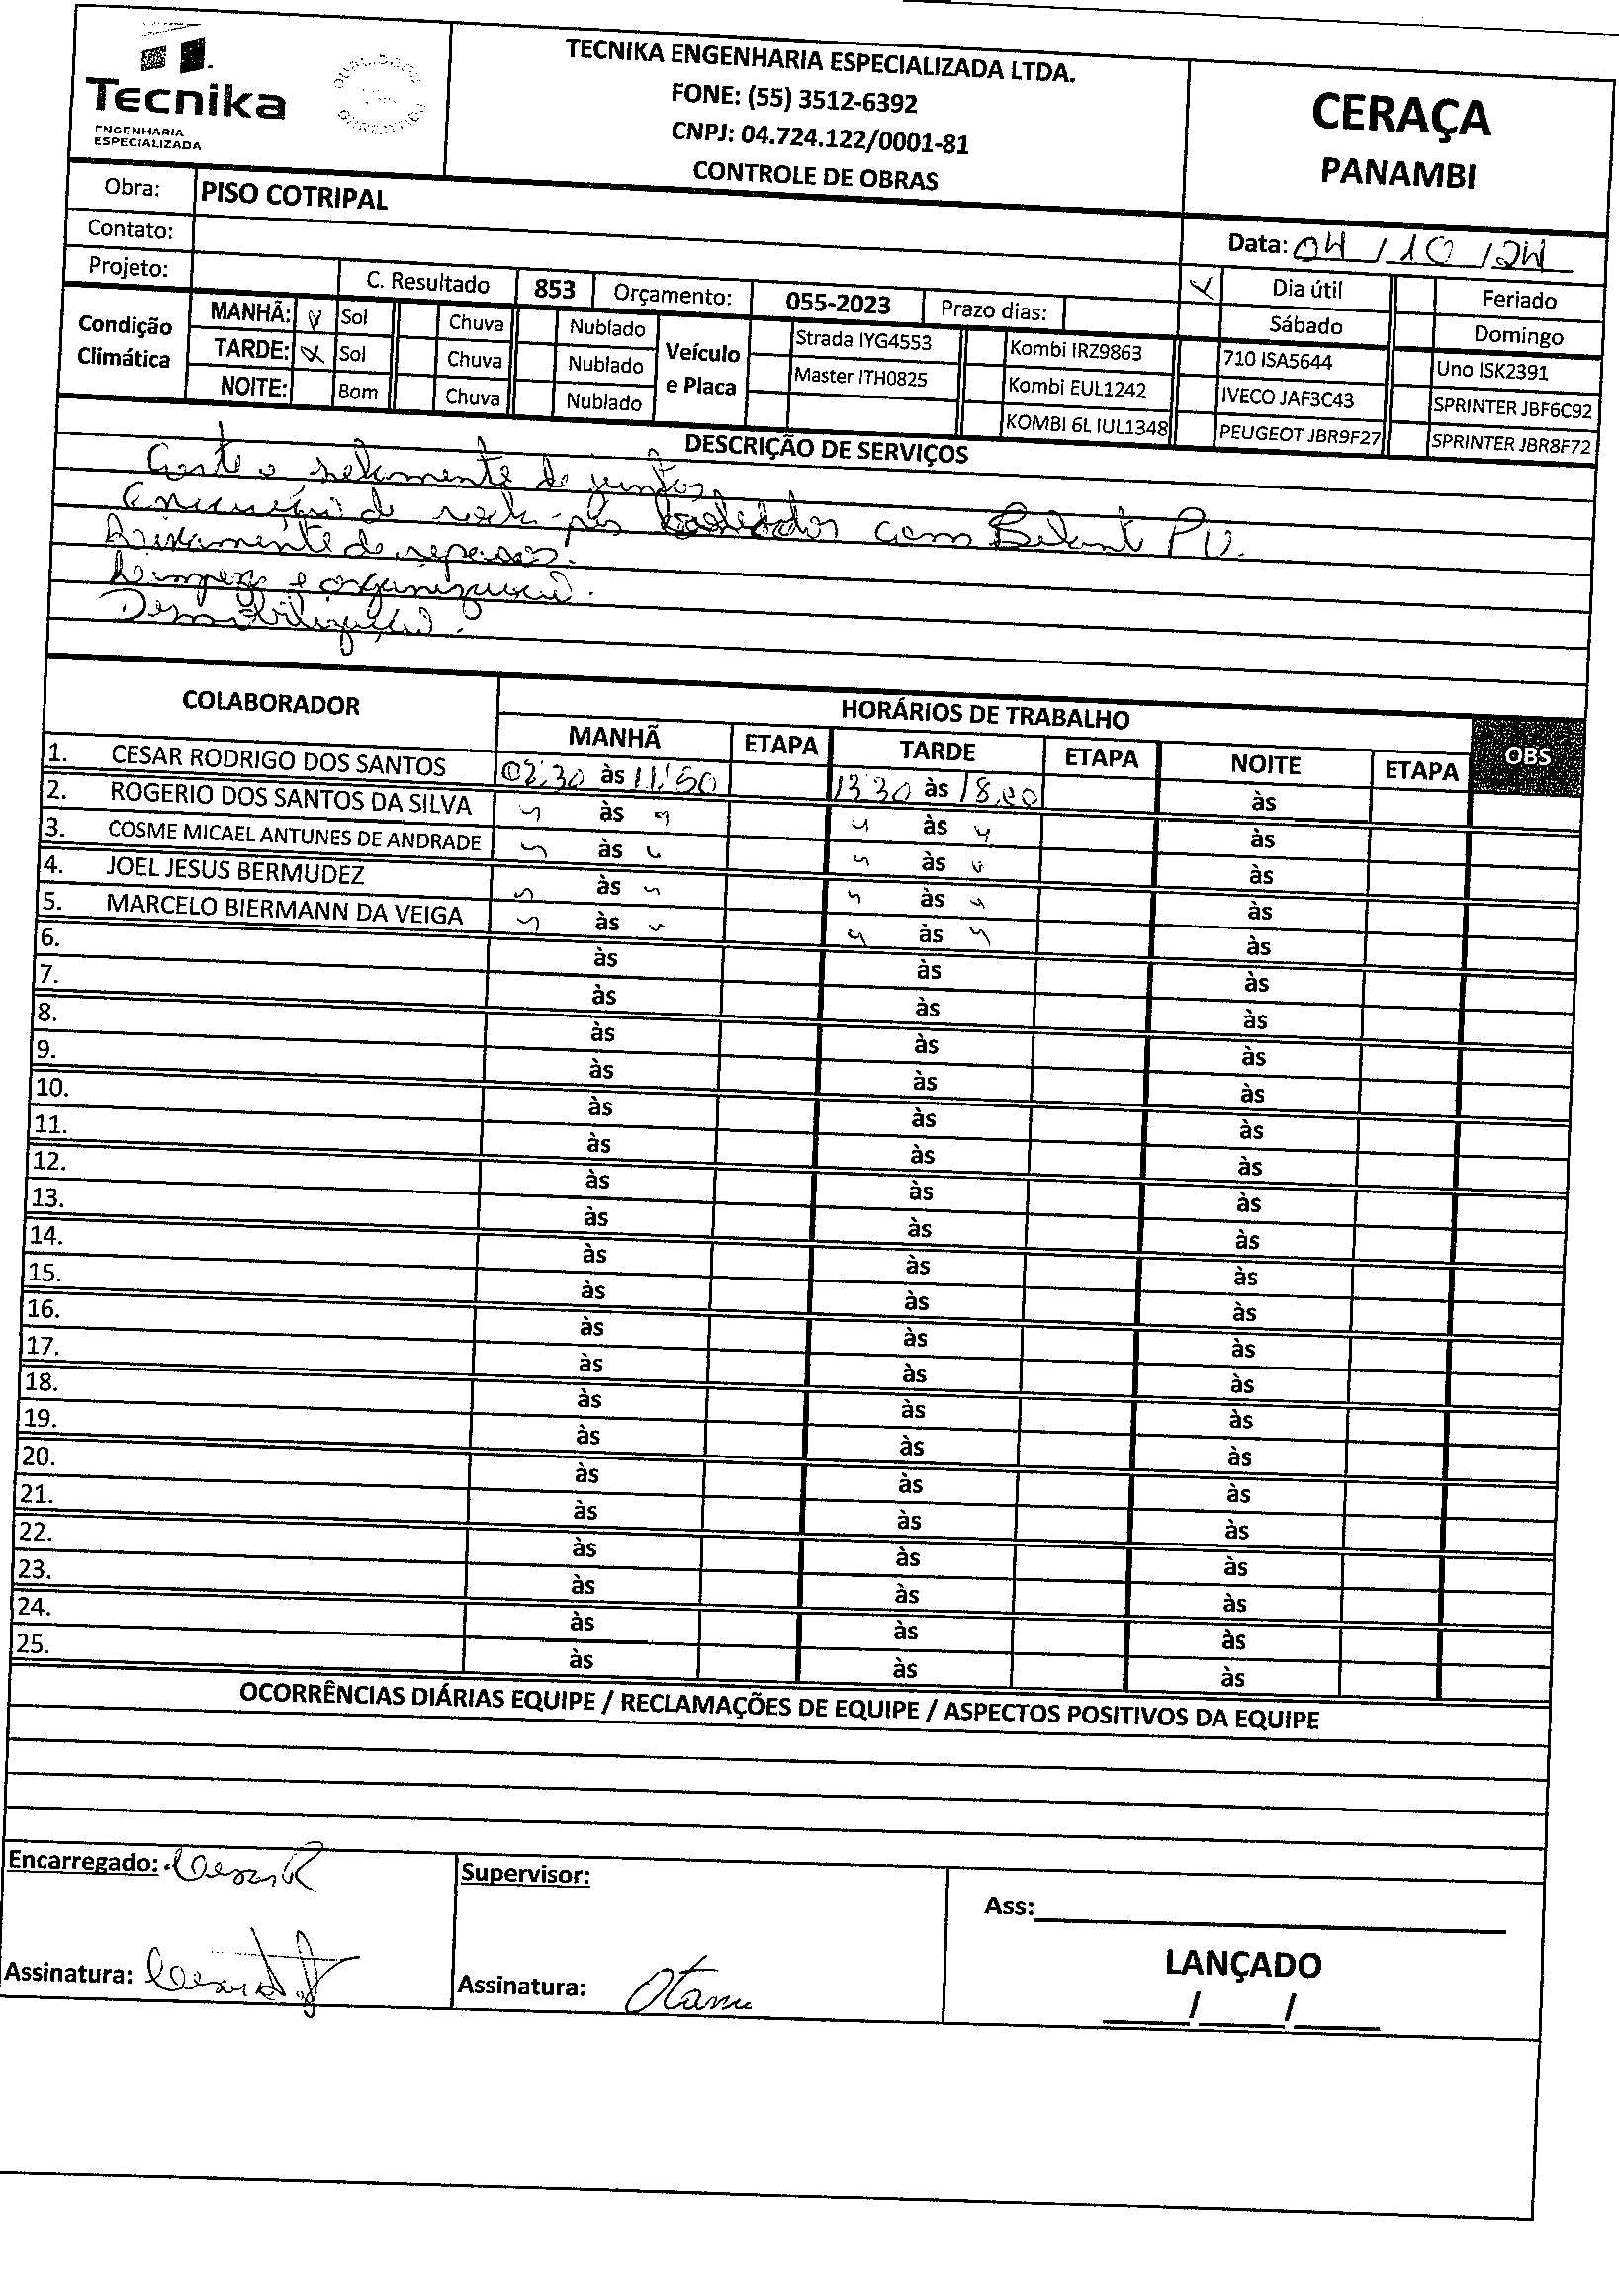 Tecnika
ENGENHARIA
ESPECIALIZADA
TECNIKA ENGENHARIA ESPECIALIZADA LTDA.
FONE: (55) 3512-6392
CNPJ: 04.724.122/0001-81
CONTROLE DE OBRAS
CERAÇA
PANAMBI
Obra: PISO COTRIPAL
Contato:
Data: 04/10/24
Projeto: C. Resultado 853 Orçamento: 055-2023 Prazo dias:
Dia útil Feriado
Sábado Domingo
Condição Climática
MANHÃ: Sol Chuva Nublado
TARDE: Sol Chuva Nublado
NOITE: Bom Chuva Nublado
Veículo e Placa
Strada IYG4553 Kombi IRZ9863 710 ISA5644 Uno ISK2391
Master ITH0825 Kombi EUL1242 IVECO JAF3C43 SPRINTER JBF6C92
KOMBI 6L IUL1348 PEUGEOT JBR9F27 SPRINTER JBR8F72
DESCRIÇÃO DE SERVIÇOS
Corte e selamento de juntas
Execução de roda-pés com PU.
de repasses.
Limpeza e organização.
Desmobilização.
COLABORADOR HORÁRIOS DE TRABALHO OBS
MANHÃ ETAPA TARDE ETAPA NOITE ETAPA
1. CESAR RODRIGO DOS SANTOS às 11:50 13:30 às 18:00 às
2. ROGERIO DOS SANTOS DA SILVA " às " " às " às
3. COSME MICAEL ANTUNES DE ANDRADE " às " " às " às
4. JOEL JESUS BERMUDEZ " às " " às " às
5. MARCELO BIERMANN DA VEIGA " às " " às " às
6. às às às
7. às às às
8. às às às
9. às às às
10. às às às
11. às às às
12. às às às
13. às às às
14. às às às
15. às às às
16. às às às
17. às às às
18. às às às
19. às às às
20. às às às
21. às às às
22. às às às
23. às às às
24. às às às
25. às às às
OCORRÊNCIAS DIÁRIAS EQUIPE / RECLAMAÇÕES DE EQUIPE / ASPECTOS POSITIVOS DA EQUIPE
Encarregado: Cesar R
Supervisor:
Ass:
LANÇADO
Assinatura:
Assinatura:
/ /